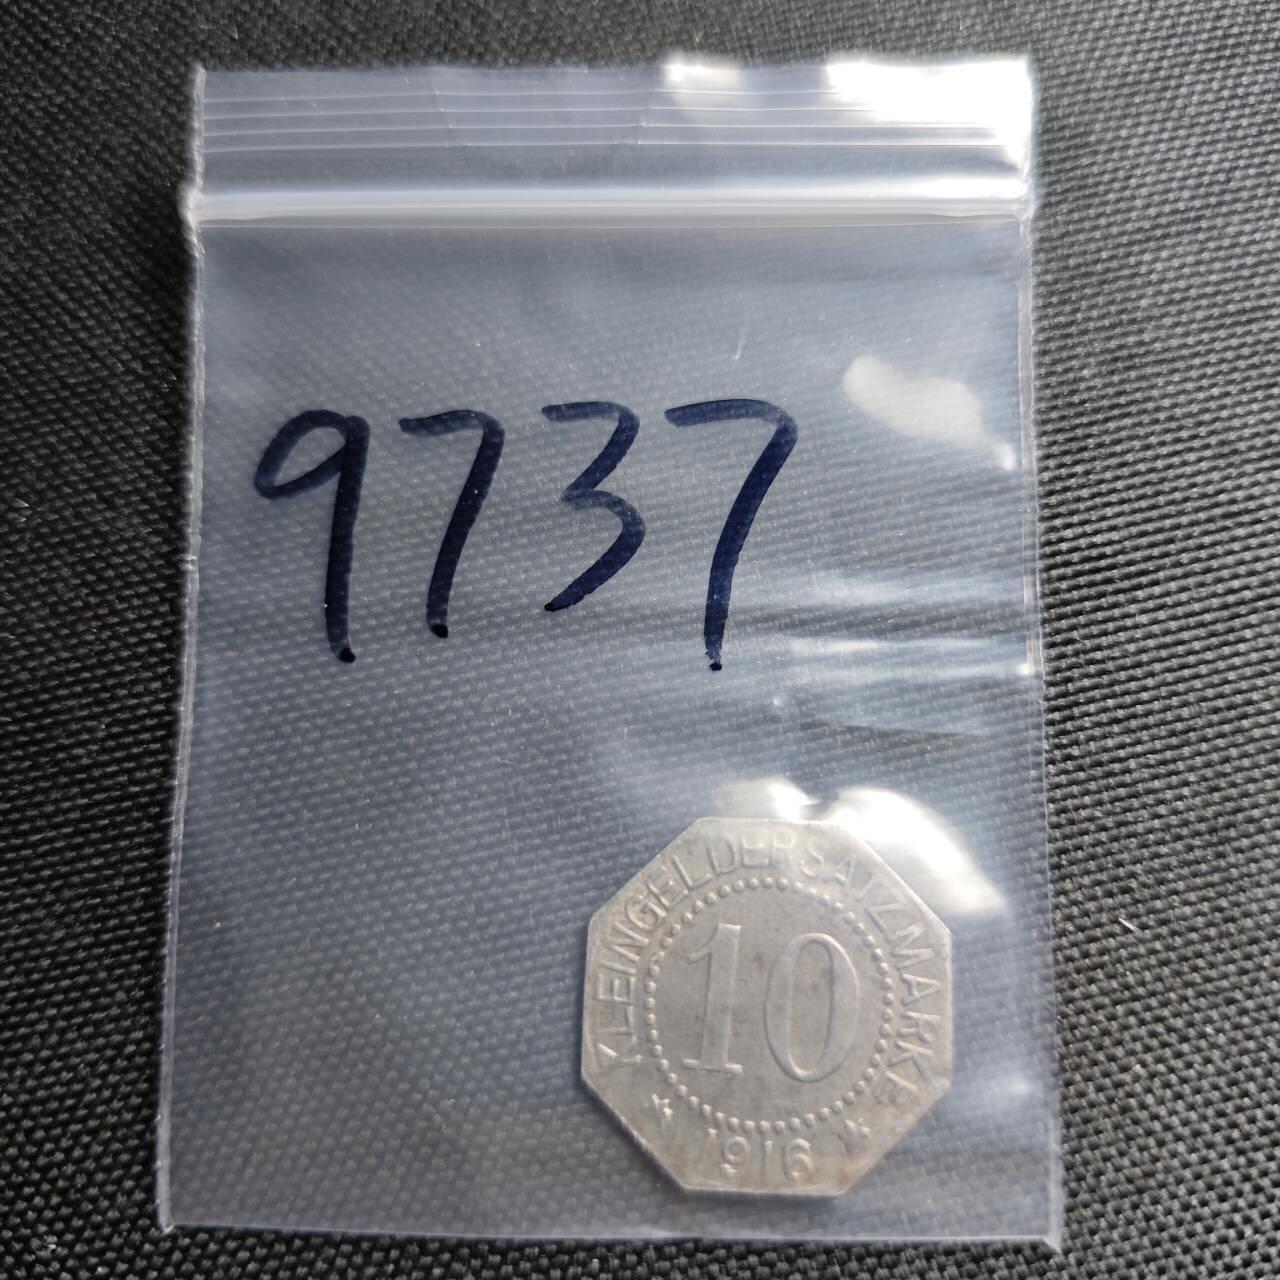 9737
KLEINGELDERSATZMARKE
10
* 1916 *